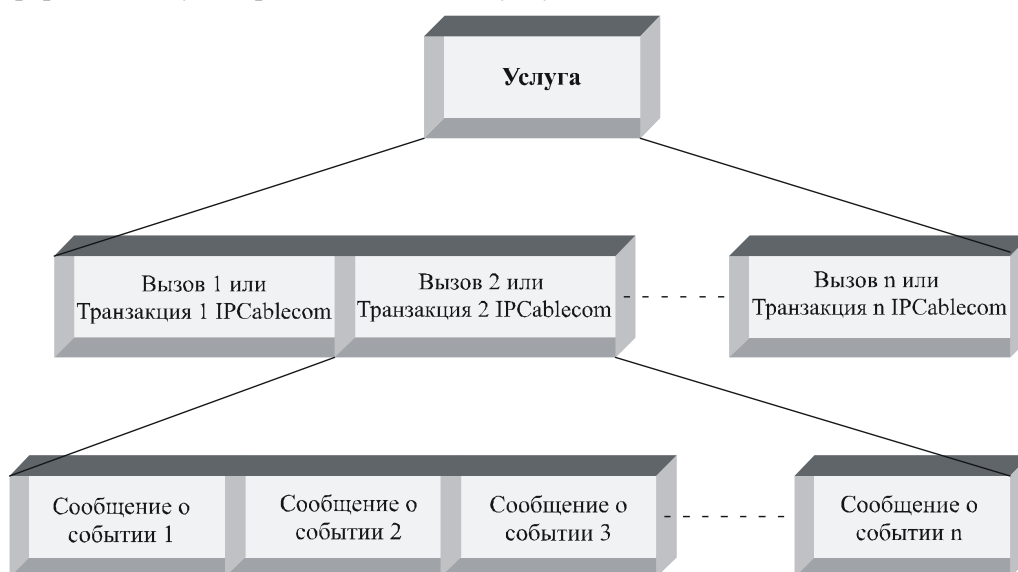 Услуга
Вызов 1 или
Транзакция 1 IPCablecom
Вызов 2 или
Транзакция 2 IPCablecom
Вызов n или
Транзакция n IPCablecom
Сообщение о
событии 1
Сообщение о
событии 2
Сообщение о
событии 3
Сообщение о
событии n